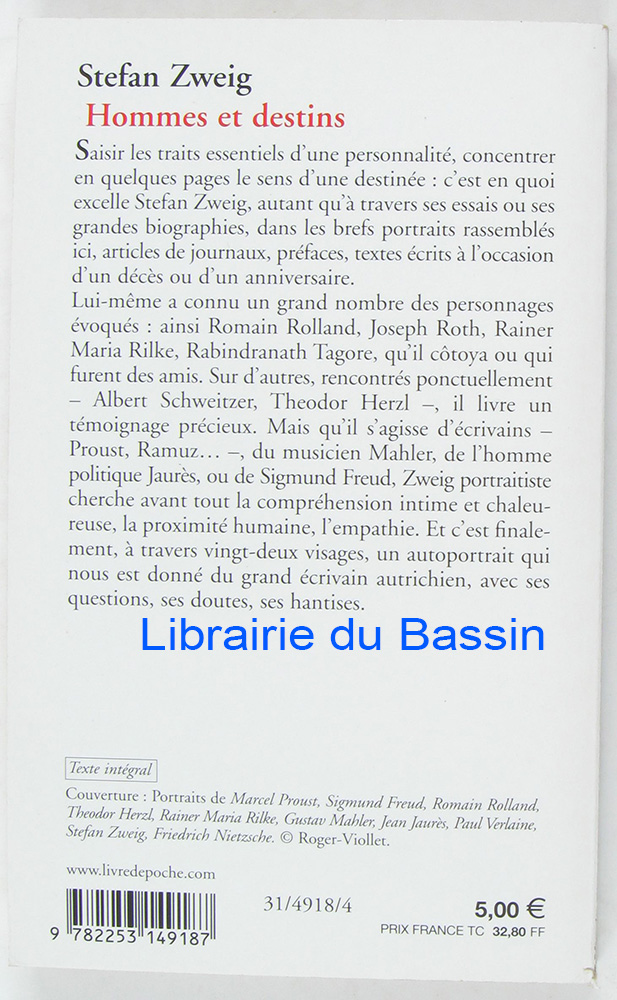 Stefan Zweig
Hommes et destins
Saisir les traits essentiels d'une personnalité, concentrer
en quelques pages le sens d'une destinée : c'est en quoi
excelle Stefan Zweig, autant qu'à travers ses essais ou ses
grandes biographies, dans les brefs portraits rassemblés
ici, articles de journaux, préfaces, textes écrits à l'occasion
d'un décès ou d'un anniversaire.
Lui-même a connu un grand nombre des personnages
évoqués : ainsi Romain Rolland, Joseph Roth, Rainer
Maria Rilke, Rabindranath Tagore, qu'il côtoya ou qui
furent des amis. Sur d'autres, rencontrés ponctuellement
– Albert Schweitzer, Theodor Herzl –, il livre un
témoignage précieux. Mais qu'il s'agisse d'écrivains –
Proust, Ramuz... –, du musicien Mahler, de l'homme
politique Jaurès, ou de Sigmund Freud, Zweig portraitiste
cherche avant tout la compréhension intime et chaleu-
reuse, la proximité humaine, l'empathie. Et c'est finale-
ment, à travers vingt-deux visages, un autoportrait qui
nous est donné du grand écrivain autrichien, avec ses
questions, ses doutes, ses hantises.
Librairie du Bassin
Texte intégral
Couverture : Portraits de Marcel Proust, Sigmund Freud, Romain Rolland,
Theodor Herzl, Rainer Maria Rilke, Gustav Mahler, Jean Jaurès, Paul Verlaine,
Stefan Zweig, Friedrich Nietzsche. © Roger-Viollet.
www.livredepoche.com
31/4918/4
5,00 €
PRIX FRANCE TC 32,80 FF
9 782253 149187